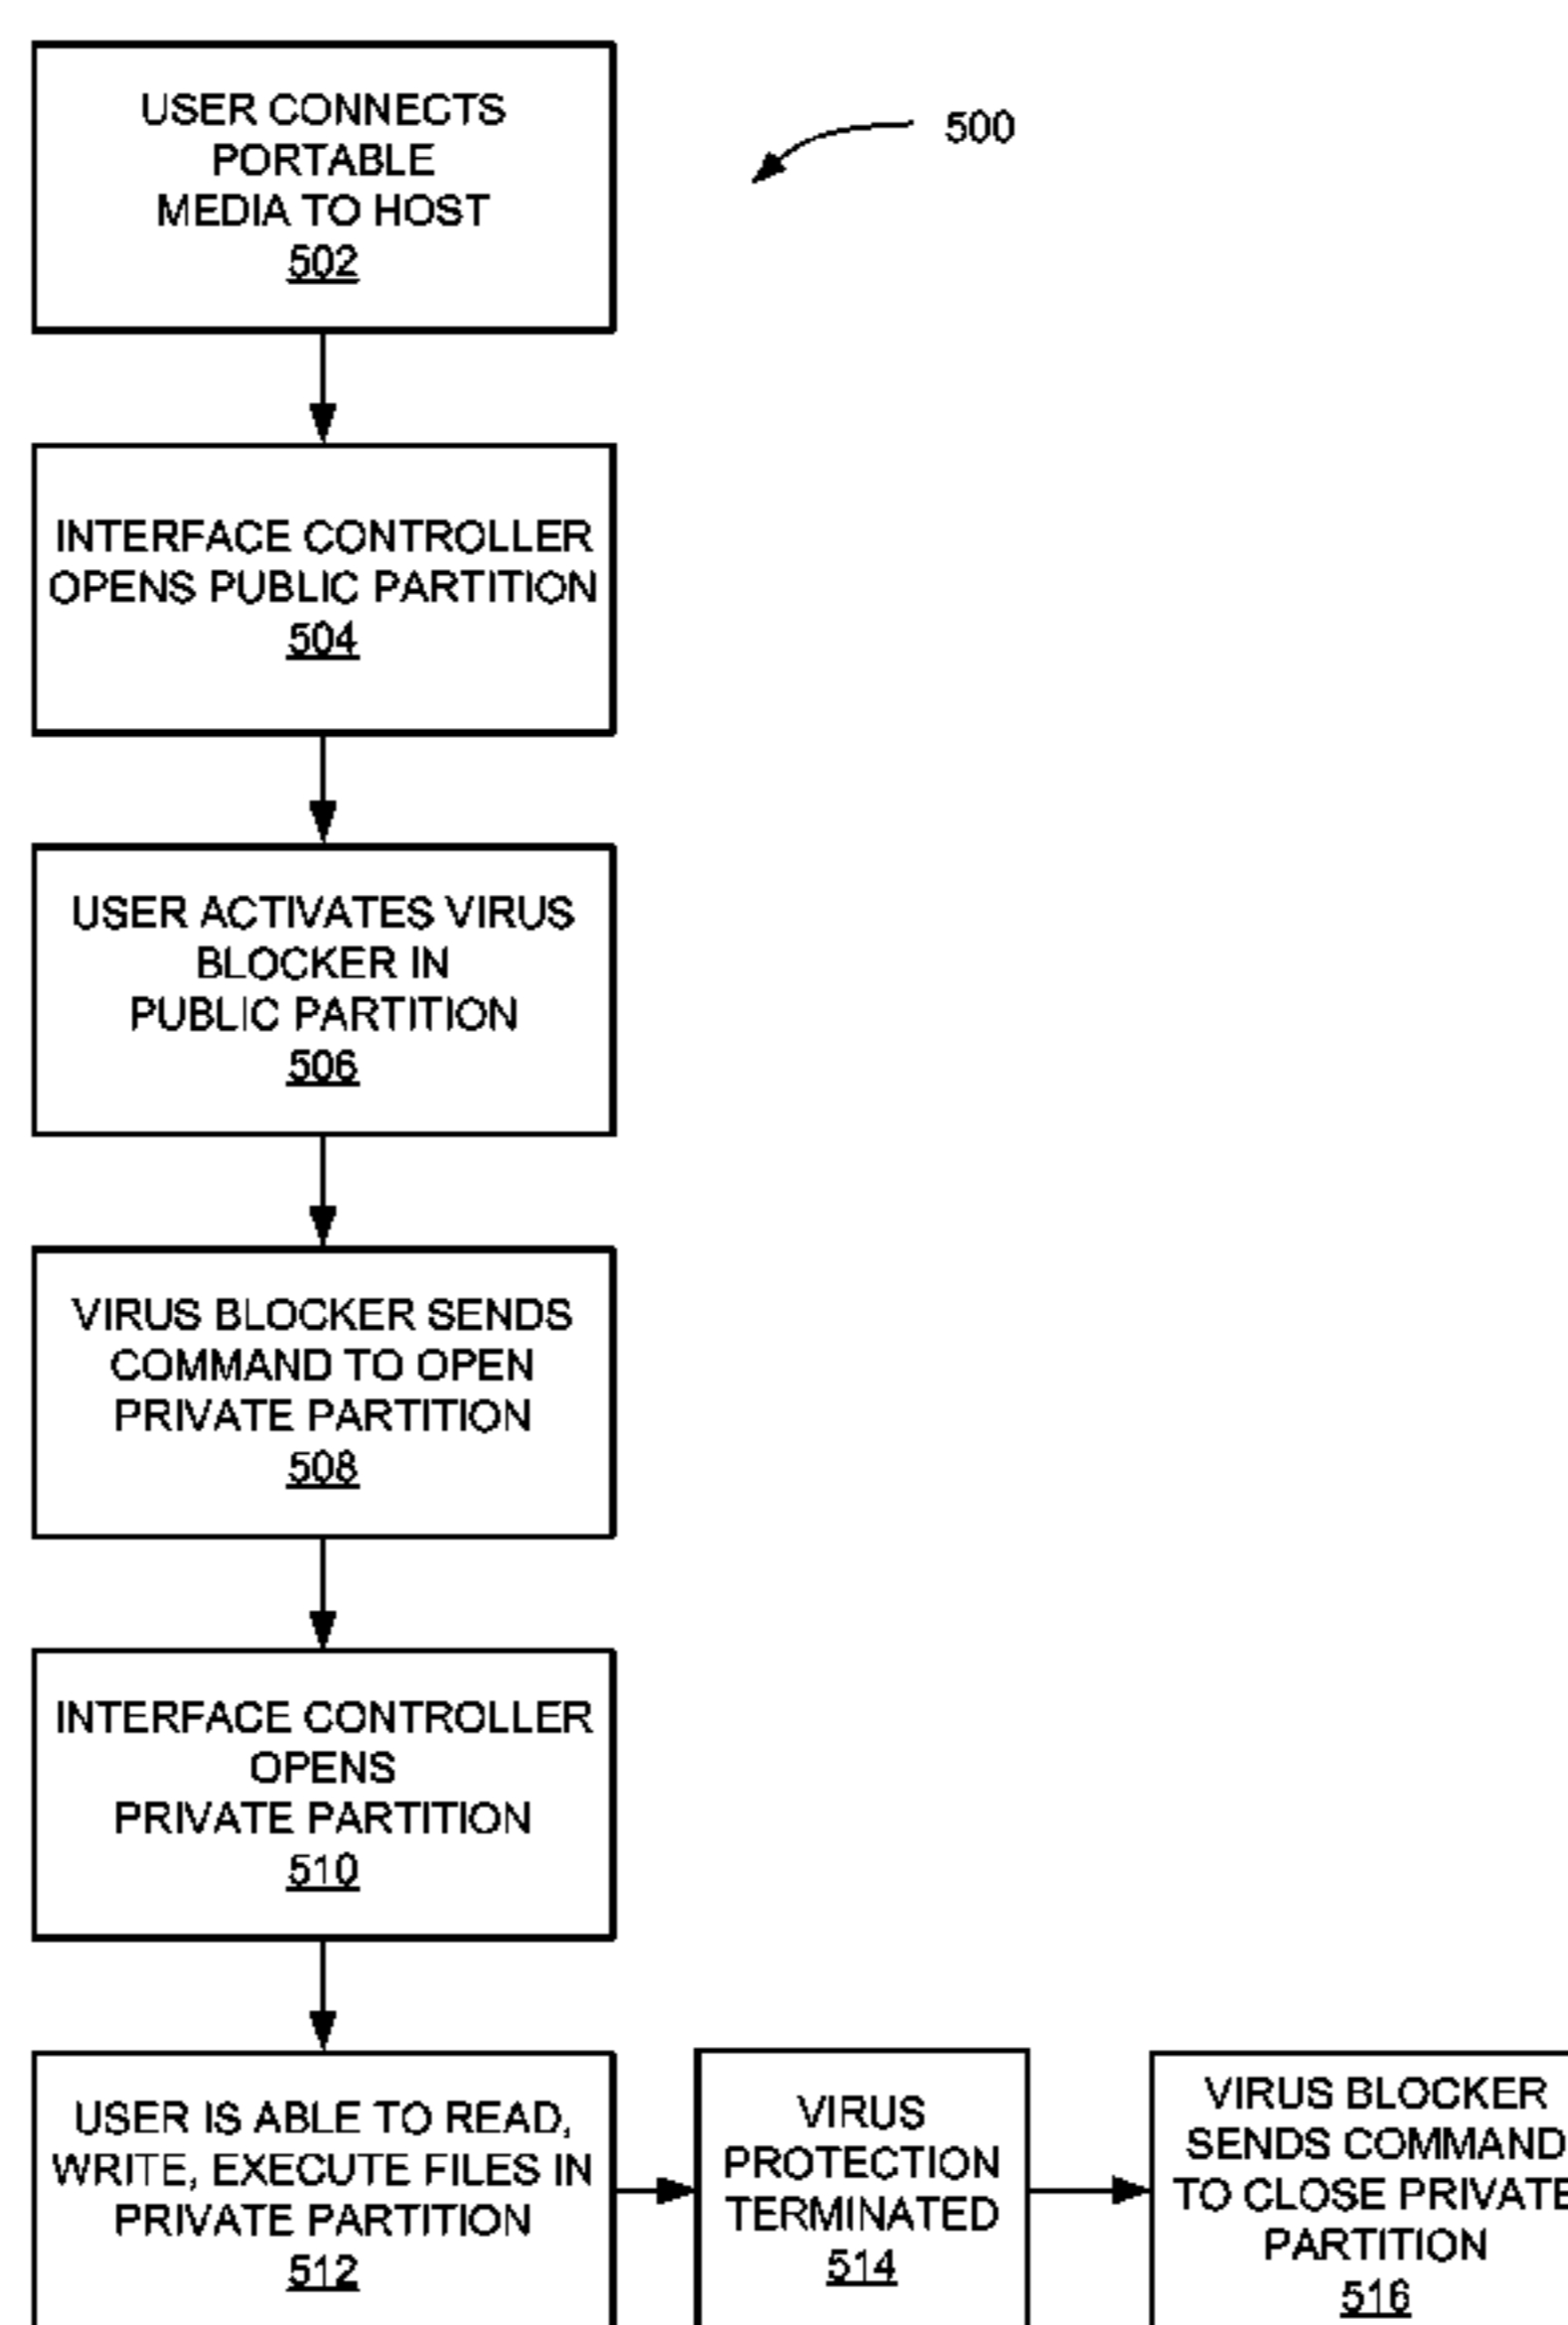 USER CONNECTS
PORTABLE
MEDIA TO HOST
502
500
INTERFACE CONTROLLER
OPENS PUBLIC PARTITION
504
USER ACTIVATES VIRUS
BLOCKER IN
PUBLIC PARTITION
506
VIRUS BLOCKER SENDS
COMMAND TO OPEN
PRIVATE PARTITION
508
INTERFACE CONTROLLER
OPENS
PRIVATE PARTITION
510
USER IS ABLE TO READ,
WRITE, EXECUTE FILES IN
PRIVATE PARTITION
512
VIRUS
PROTECTION
TERMINATED
514
VIRUS BLOCKER
SENDS COMMAND
TO CLOSE PRIVATE
PARTITION
516